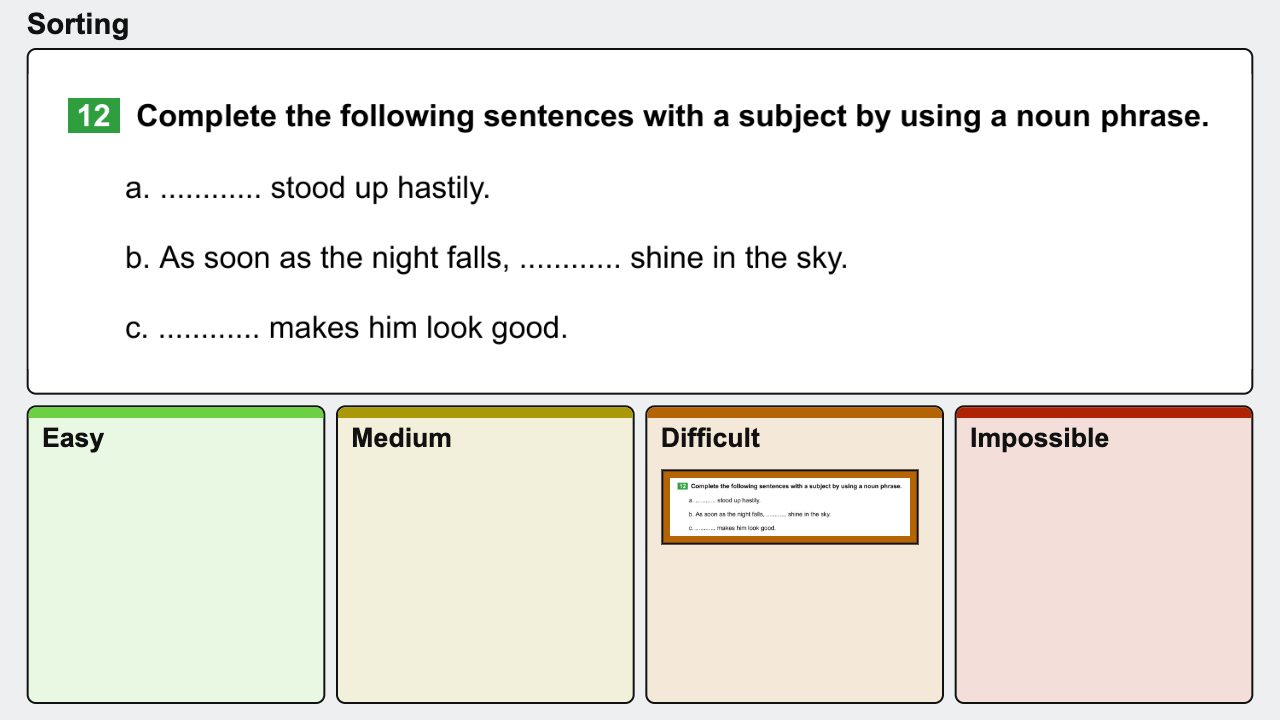 Sorting
12 Complete the following sentences with a subject by using a noun phrase.
a. ............ stood up hastily.
b. As soon as the night falls, ............ shine in the sky.
c. ............ makes him look good.
Easy
Medium
Difficult
Impossible
12 Complete the following sentences with a subject by using a noun phrase.
a. ............ stood up hastily.
b. As soon as the night falls, ............ shine in the sky.
c. ............ makes him look good.